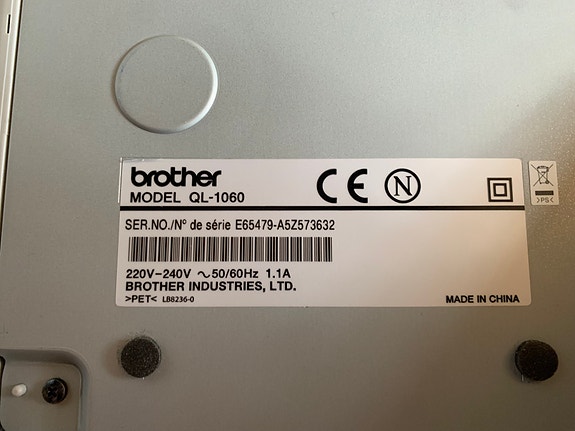 brother
MODEL QL-1060
CE N
SER.NO./Nº de série E65479-A5Z573632
220V-240V ~ 50/60Hz 1.1A
BROTHER INDUSTRIES, LTD.
>PET< LB8236-0
MADE IN CHINA
>PS<